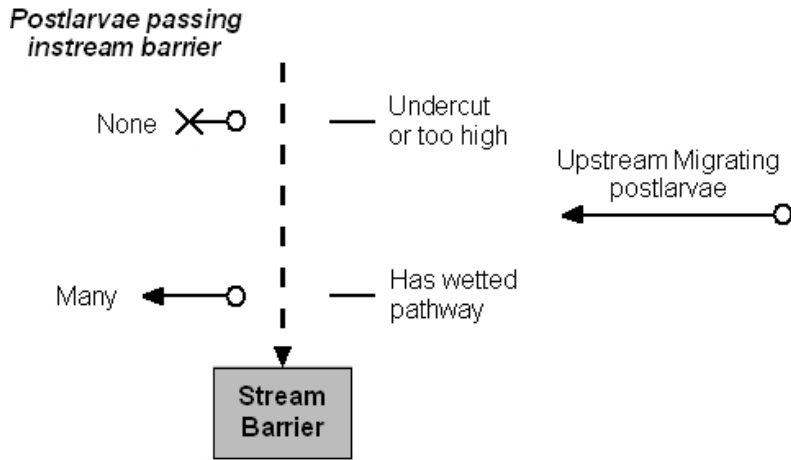 Postlarvae passing
instream barrier
None
Undercut
or too high
Upstream Migrating
postlarvae
Many
Has wetted
pathway
Stream
Barrier